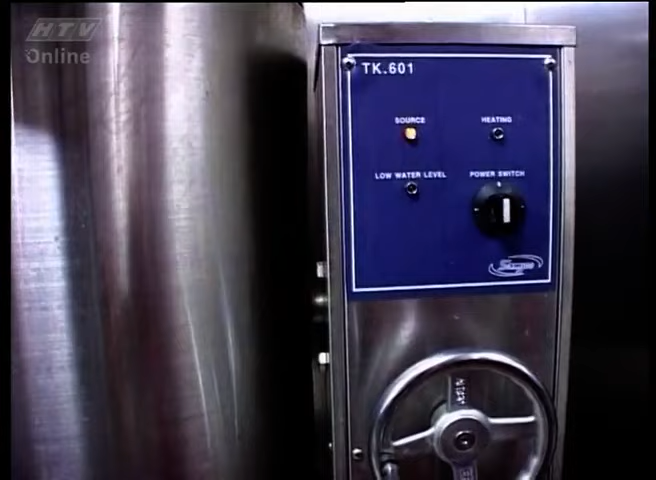 HTV
Online
TK.601
SOURCE
HEATING
LOW WATER LEVEL
POWER SWITCH